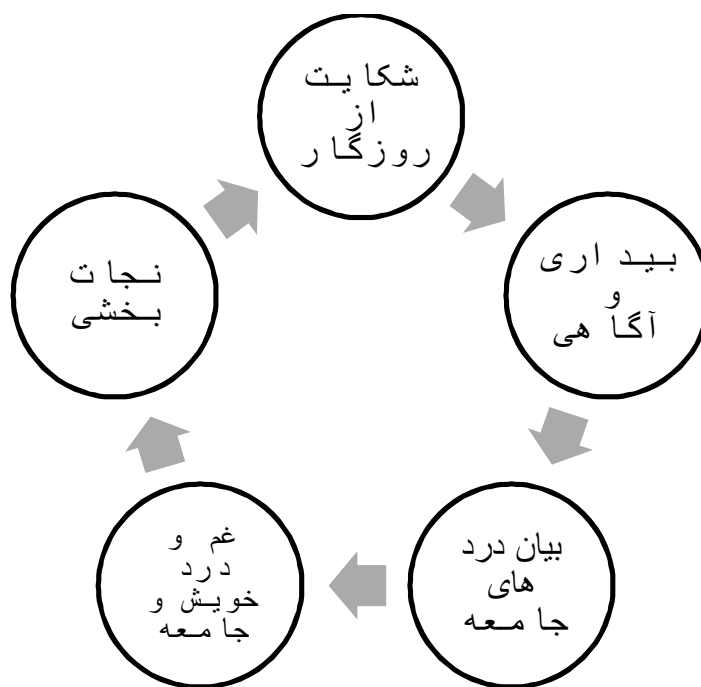 شکایت
از
روزگار
بیداری
و
آگاهی
بیان درد
های
جامعه
غم و
درد
خویش و
جامعه
نجات
بخشی